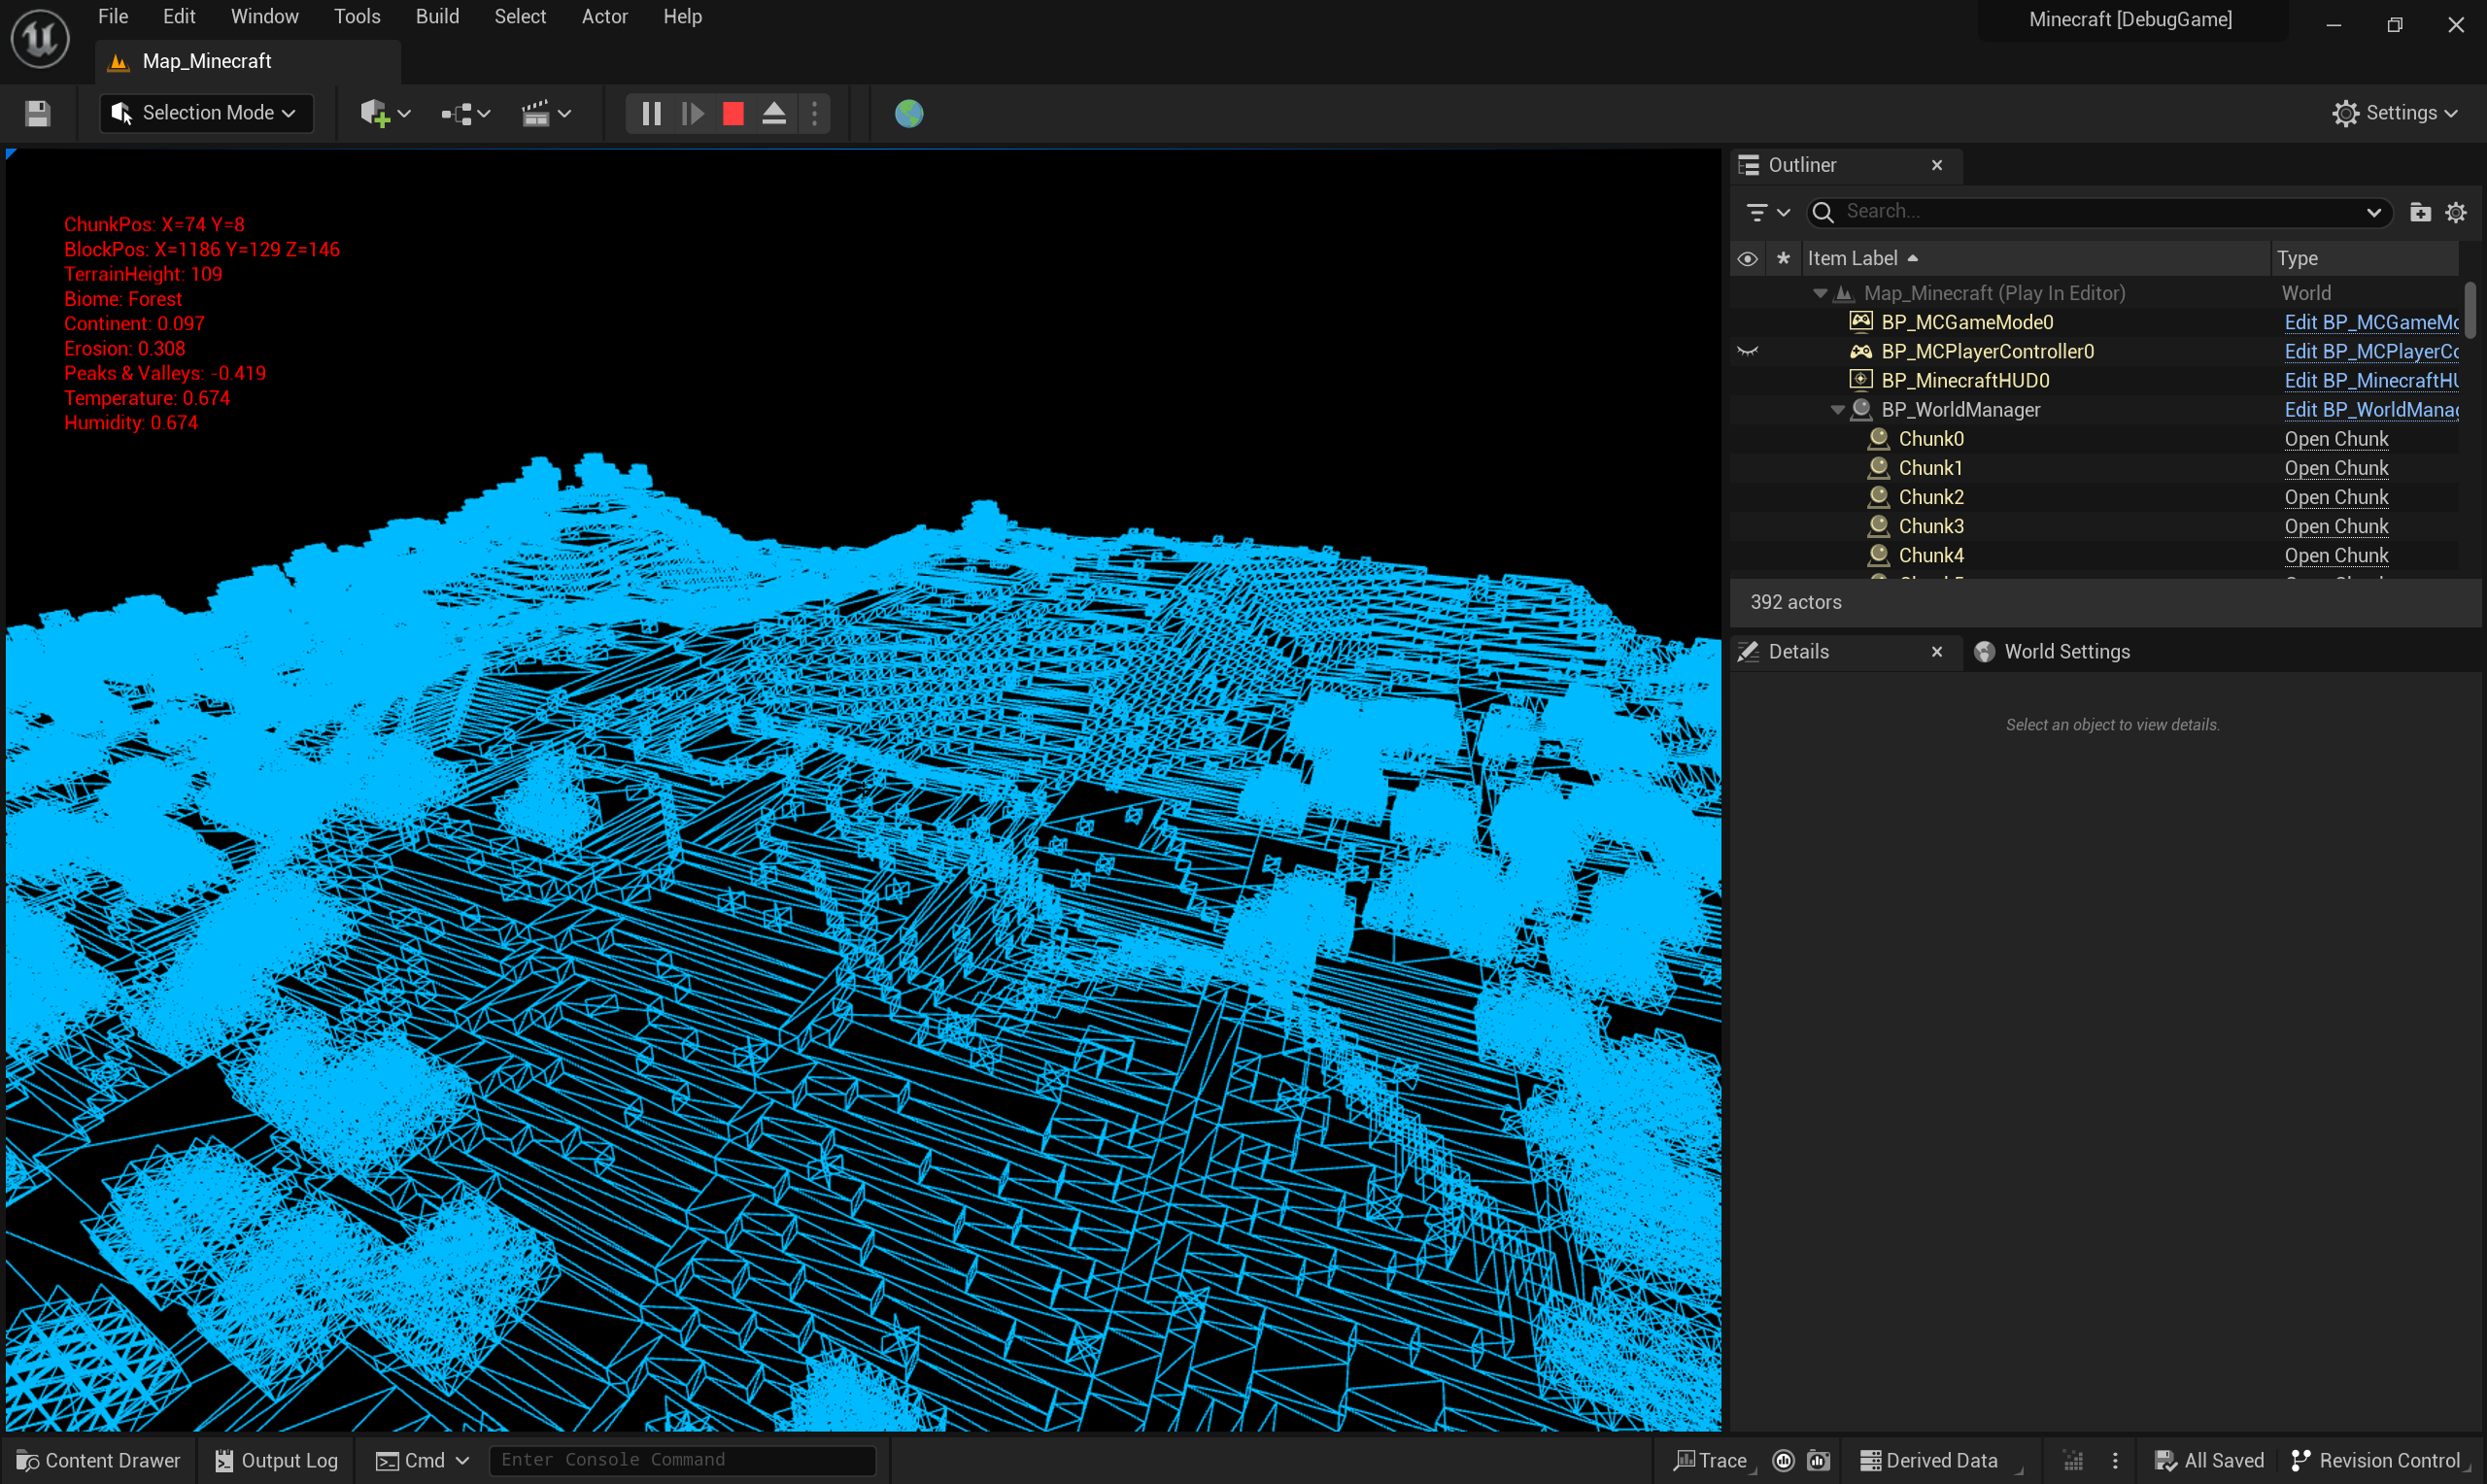 File Edit Window Tools Build Select Actor Help
Minecraft [DebugGame]
Map_Minecraft
Selection Mode
Settings
ChunkPos: X=74 Y=8
BlockPos: X=1186 Y=129 Z=146
TerrainHeight: 109
Biome: Forest
Continent: 0.097
Erosion: 0.308
Peaks & Valleys: -0.419
Temperature: 0.674
Humidity: 0.674
Outliner
Search...
Item Label Type
Map_Minecraft (Play In Editor) World
BP_MCGameMode0 Edit BP_MCGameMo
BP_MCPlayerController0 Edit BP_MCPlayerCo
BP_MinecraftHUD0 Edit BP_MinecraftHU
BP_WorldManager Edit BP_WorldManag
Chunk0 Open Chunk
Chunk1 Open Chunk
Chunk2 Open Chunk
Chunk3 Open Chunk
Chunk4 Open Chunk
392 actors
Details World Settings
Select an object to view details.
Content Drawer Output Log Cmd Enter Console Command Trace Derived Data All Saved Revision Control